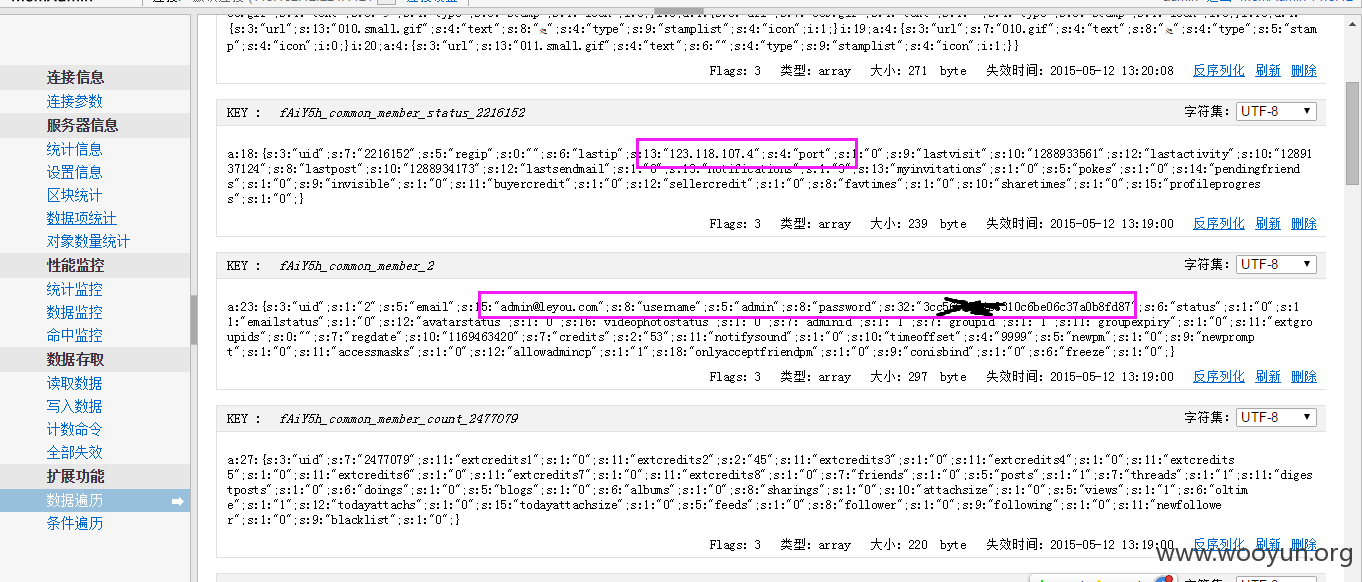 连接信息
连接参数
服务器信息
统计信息
设置信息
区块统计
数据项统计
对象数量统计
性能监控
统计监控
数据监控
命中监控
数据存取
读取数据
写入数据
计数命令
全部失效
扩展功能
数据遍历
条件遍历
{s:3:"url";s:13:"010.small.gif";s:4:"text";s:8:" ";s:4:"type";s:9:"stamplist";s:4:"icon";i:1;}i:19;a:4:{s:3:"url";s:7:"010.gif";s:4:"text";s:8:" ";s:4:"type";s:5:"stam
p";s:4:"icon";i:0;}i:20;a:4:{s:3:"url";s:13:"011.small.gif";s:4:"text";s:6:"";s:4:"type";s:9:"stamplist";s:4:"icon";i:1;}}
Flags: 3 类型: array 大小: 271 byte 失效时间: 2015-05-12 13:20:08 反序列化 刷新 删除
KEY : fAiY5h_common_member_status_2216152 字符集: UTF-8
a:18:{s:3:"uid";s:7:"2216152";s:5:"regip";s:0:"";s:6:"lastip";s:13:"123.118.107.4";s:4:"port";s:1:"0";s:9:"lastvisit";s:10:"1288933561";s:12:"lastactivity";s:10:"12891
37124";s:8:"lastpost";s:10:"1288934173";s:12:"lastsendmail";s:1:"0";s:13:"notifications";s:1:"3";s:13:"myinvitations";s:1:"0";s:5:"pokes";s:1:"0";s:14:"pendingfriend
s";s:1:"0";s:9:"invisible";s:1:"0";s:11:"buyercredit";s:1:"0";s:12:"sellercredit";s:1:"0";s:8:"favtimes";s:1:"0";s:10:"sharetimes";s:1:"0";s:15:"profileprogres
s";s:1:"0";}
Flags: 3 类型: array 大小: 239 byte 失效时间: 2015-05-12 13:19:00 反序列化 刷新 删除
KEY : fAiY5h_common_member_2 字符集: UTF-8
a:23:{s:3:"uid";s:1:"2";s:5:"email";s:15:"admin@leyou.com";s:8:"username";s:5:"admin";s:8:"password";s:32:"3cc5 310c6be06c37a0b8fd87";s:6:"status";s:1:"0";s:1
1:"emailstatus";s:1:"0";s:12:"avatarstatus";s:1:"0";s:16:"videophotostatus";s:1:"0";s:7:"adminid";s:1:"1";s:7:"groupid";s:1:"1";s:11:"groupexpiry";s:1:"0";s:11:"extgro
upids";s:0:"";s:7:"regdate";s:10:"1169463420";s:7:"credits";s:2:"53";s:11:"notifysound";s:1:"0";s:10:"timeoffset";s:4:"9999";s:5:"newpm";s:1:"0";s:9:"newpromp
t";s:1:"0";s:11:"accessmasks";s:1:"0";s:12:"allowadmincp";s:1:"1";s:18:"onlyacceptfriendpm";s:1:"0";s:9:"conisbind";s:1:"0";s:6:"freeze";s:1:"0";}
Flags: 3 类型: array 大小: 297 byte 失效时间: 2015-05-12 13:19:00 反序列化 刷新 删除
KEY : fAiY5h_common_member_count_2477079 字符集: UTF-8
a:27:{s:3:"uid";s:7:"2477079";s:11:"extcredits1";s:1:"0";s:11:"extcredits2";s:2:"45";s:11:"extcredits3";s:1:"0";s:11:"extcredits4";s:1:"0";s:11:"extcredits
5";s:1:"0";s:11:"extcredits6";s:1:"0";s:11:"extcredits7";s:1:"0";s:11:"extcredits8";s:1:"0";s:7:"friends";s:1:"0";s:5:"posts";s:1:"1";s:7:"threads";s:1:"1";s:11:"diges
tposts";s:1:"0";s:6:"doings";s:1:"0";s:5:"blogs";s:1:"0";s:6:"albums";s:1:"0";s:8:"sharings";s:1:"0";s:10:"attachsize";s:1:"0";s:5:"views";s:1:"1";s:6:"oltim
e";s:1:"1";s:12:"todayattachs";s:1:"0";s:15:"todayattachsize";s:1:"0";s:5:"feeds";s:1:"0";s:8:"follower";s:1:"0";s:9:"following";s:1:"0";s:11:"newfollowe
r";s:1:"0";s:9:"blacklist";s:1:"0";}
Flags: 3 类型: array 大小: 220 byte 失效时间: 2015-05-12 13:19:00 反序列化 刷新 删除
www.wooyun.org